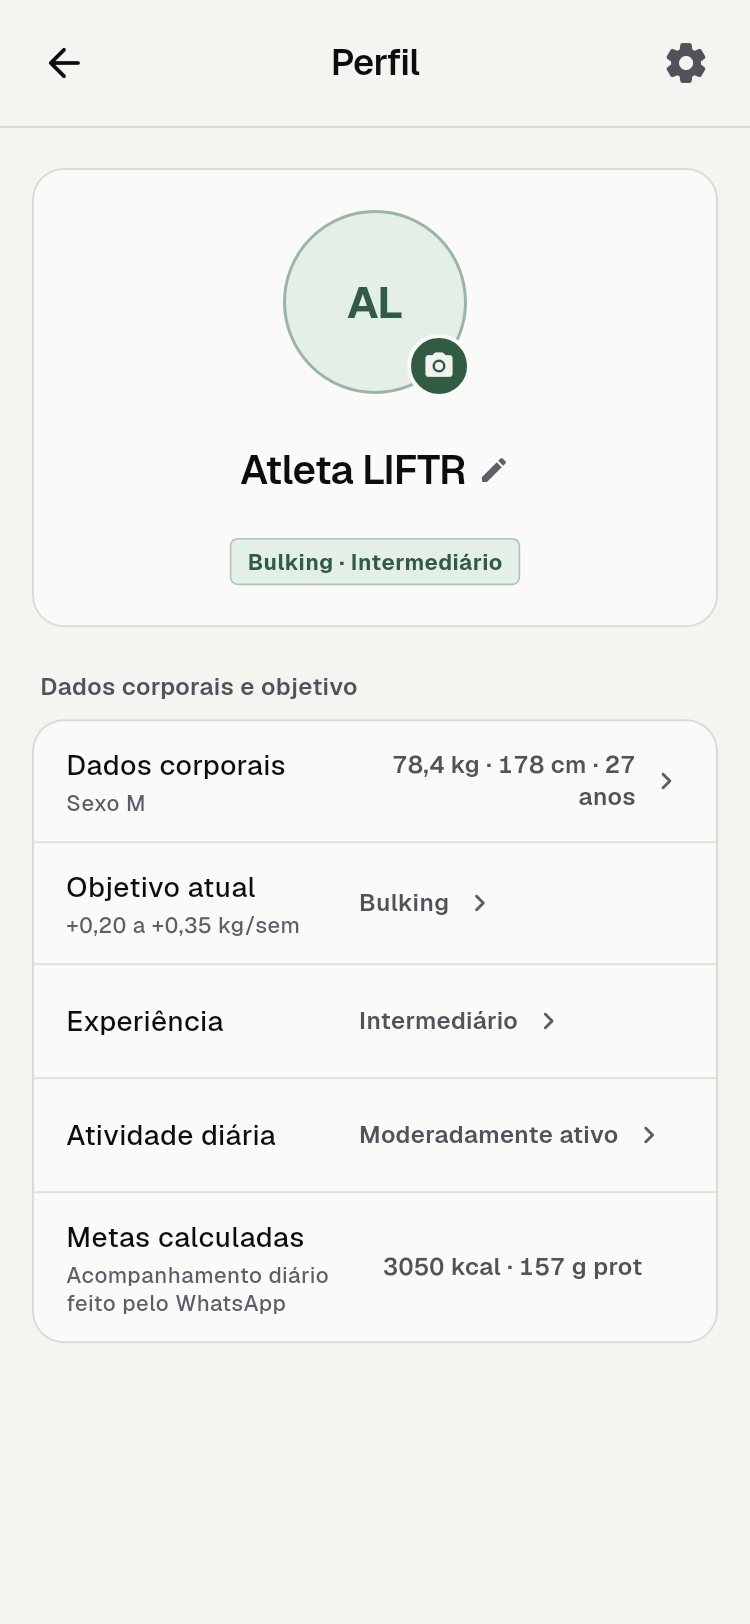 Perfil
AL
Atleta LIFTR
Bulking · Intermediário
Dados corporais e objetivo
Dados corporais
Sexo M
78,4 kg · 178 cm · 27
anos
Objetivo atual
+0,20 a +0,35 kg/sem
Bulking
Experiência
Intermediário
Atividade diária
Moderadamente ativo
Metas calculadas
Acompanhamento diário
feito pelo WhatsApp
3050 kcal · 157 g prot